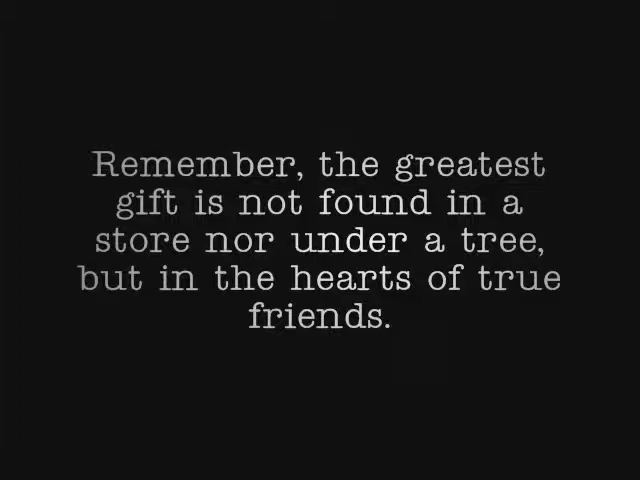 Remember, the greatest
gift is not found in a
store nor under a tree,
but in the hearts of true
friends.